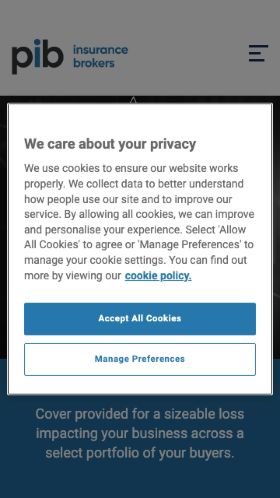 pib insurance
brokers
We care about your privacy
We use cookies to ensure our website works
properly. We collect data to better understand
how people use our site and to improve our
service. By allowing all cookies, we can improve
and personalise your experience. Select 'Allow
All Cookies' to agree or 'Manage Preferences' to
manage your cookie settings. You can find out
more by viewing our cookie policy.
Accept All Cookies
Manage Preferences
Cover provided for a sizeable loss
impacting your business across a
select portfolio of your buyers.